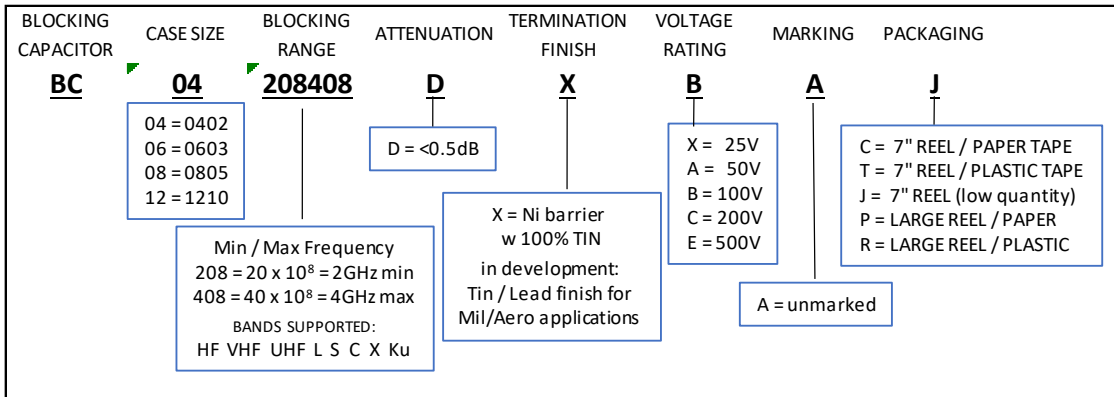 BLOCKING CAPACITOR
CASE SIZE
BLOCKING RANGE
ATTENUATION
TERMINATION FINISH
VOLTAGE RATING
MARKING
PACKAGING
BC 04 208408 D X B A J
04 = 0402
06 = 0603
08 = 0805
12 = 1210
Min / Max Frequency
208 = 20 x 10⁸ = 2GHz min
408 = 40 x 10⁸ = 4GHz max
BANDS SUPPORTED:
HF VHF UHF L S C X Ku
D = <0.5dB
X = Ni barrier
w 100% TIN
in development:
Tin / Lead finish for
Mil/Aero applications
X = 25V
A = 50V
B = 100V
C = 200V
E = 500V
A = unmarked
C = 7" REEL / PAPER TAPE
T = 7" REEL / PLASTIC TAPE
J = 7" REEL (low quantity)
P = LARGE REEL / PAPER
R = LARGE REEL / PLASTIC